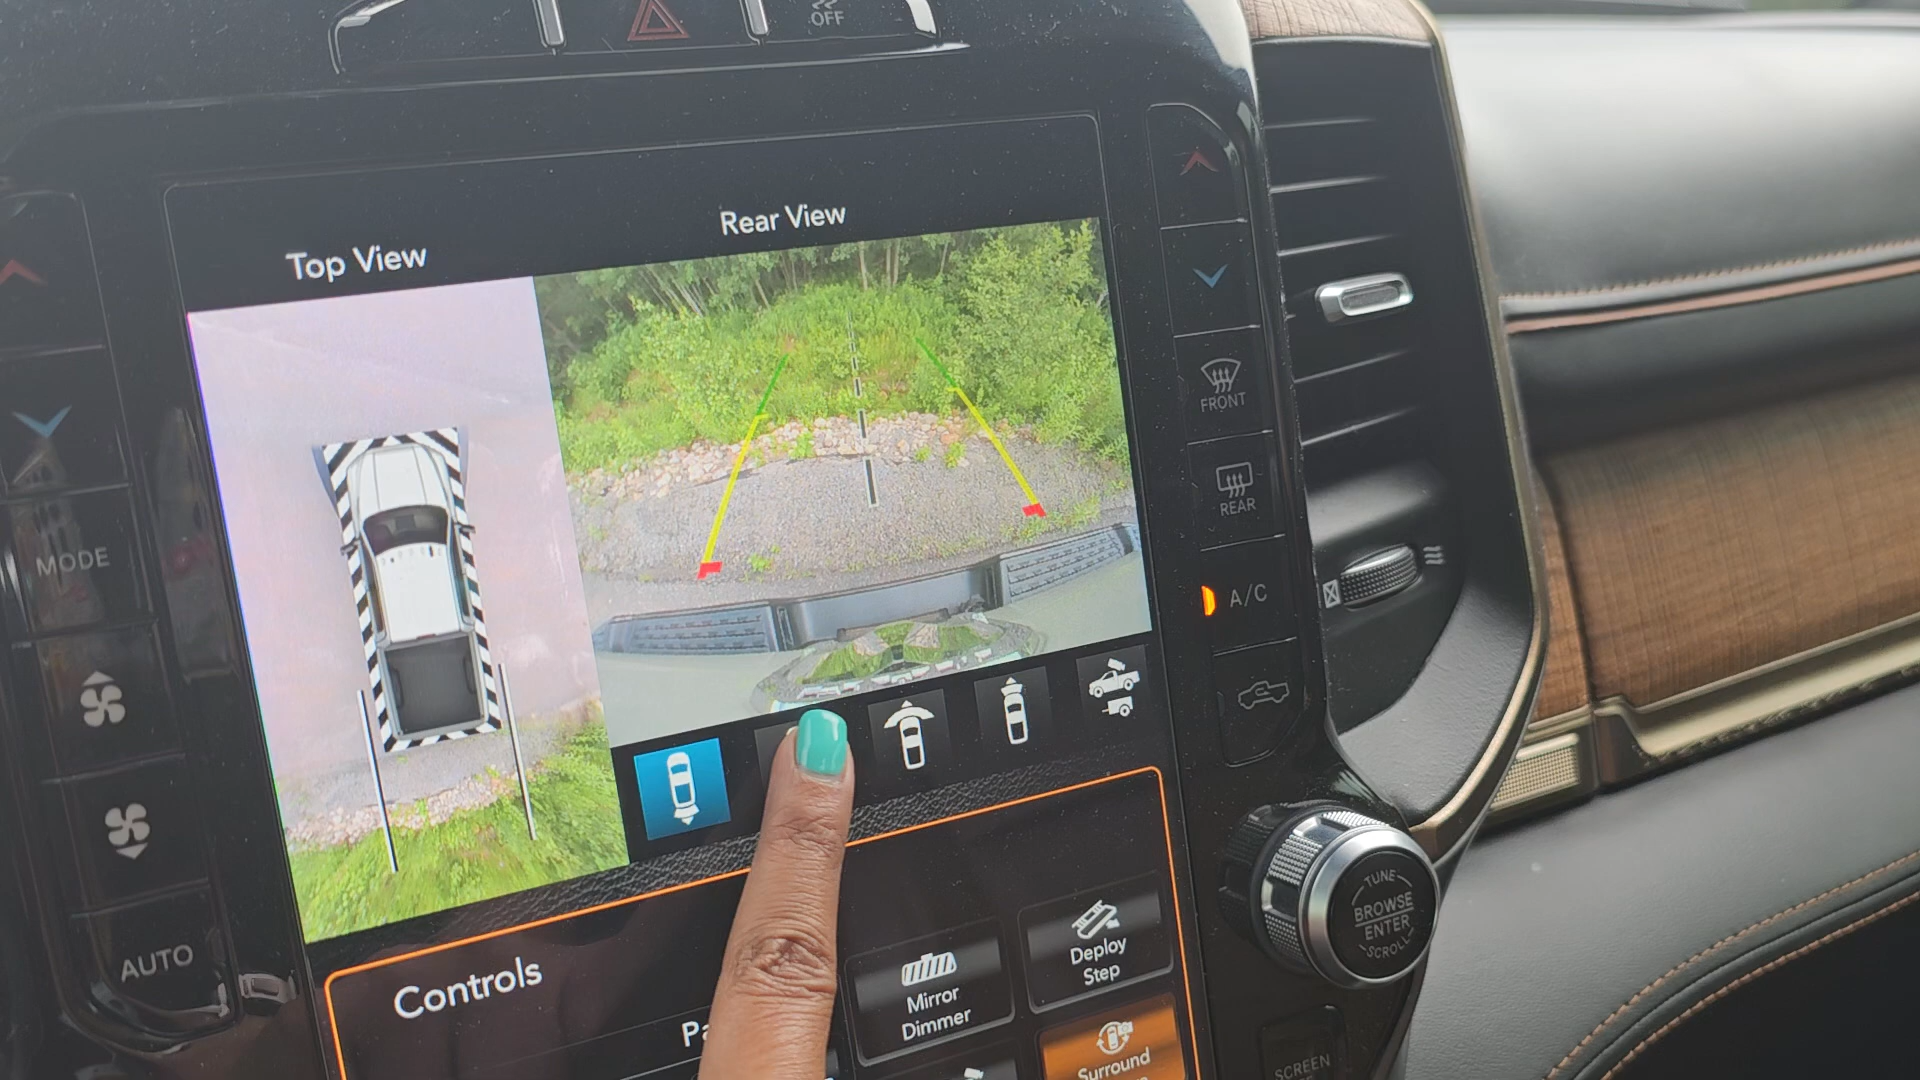 OFF
Top View
Rear View
FRONT
REAR
MODE
A/C
AUTO
TUNE
BROWSE
ENTER
SCROLL
Controls
Mirror
Dimmer
Deploy
Step
Surround
SCREEN